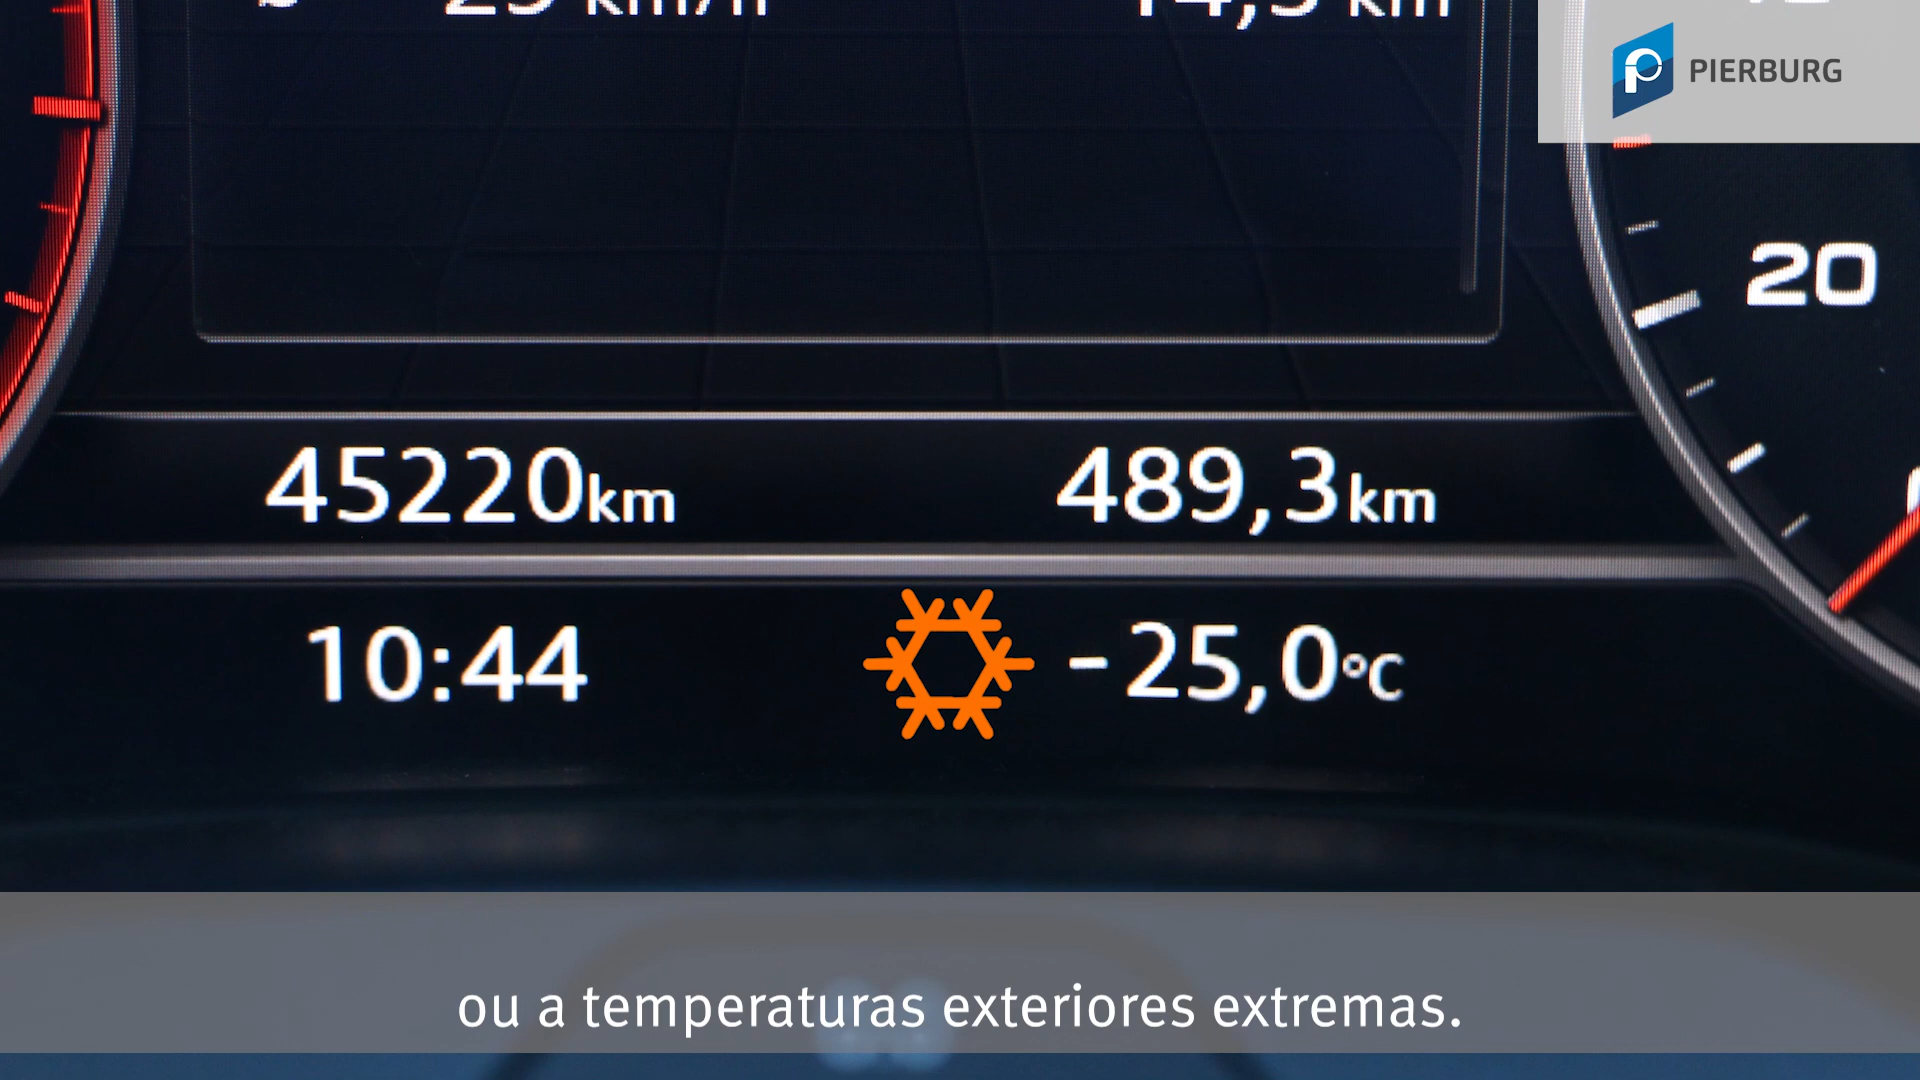 PIERBURG
20
45220km
489,3km
10:44
-25,0°C
ou a temperaturas exteriores extremas.